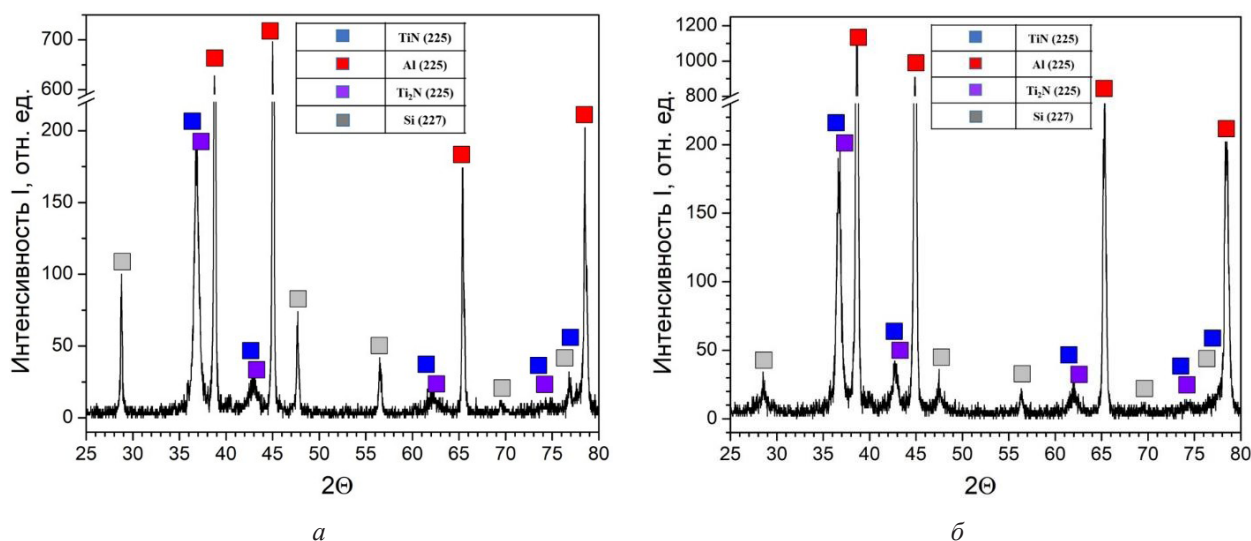 Интенсивность I, отн. ед.
700
600
200
150
100
50
0
TiN (225)
Al (225)
Ti₂N (225)
Si (227)
25 30 35 40 45 50 55 60 65 70 75 80
2Θ
а
Интенсивность I, отн. ед.
1200
1000
800
200
150
100
50
0
TiN (225)
Al (225)
Ti₂N (225)
Si (227)
25 30 35 40 45 50 55 60 65 70 75 80
2Θ
б